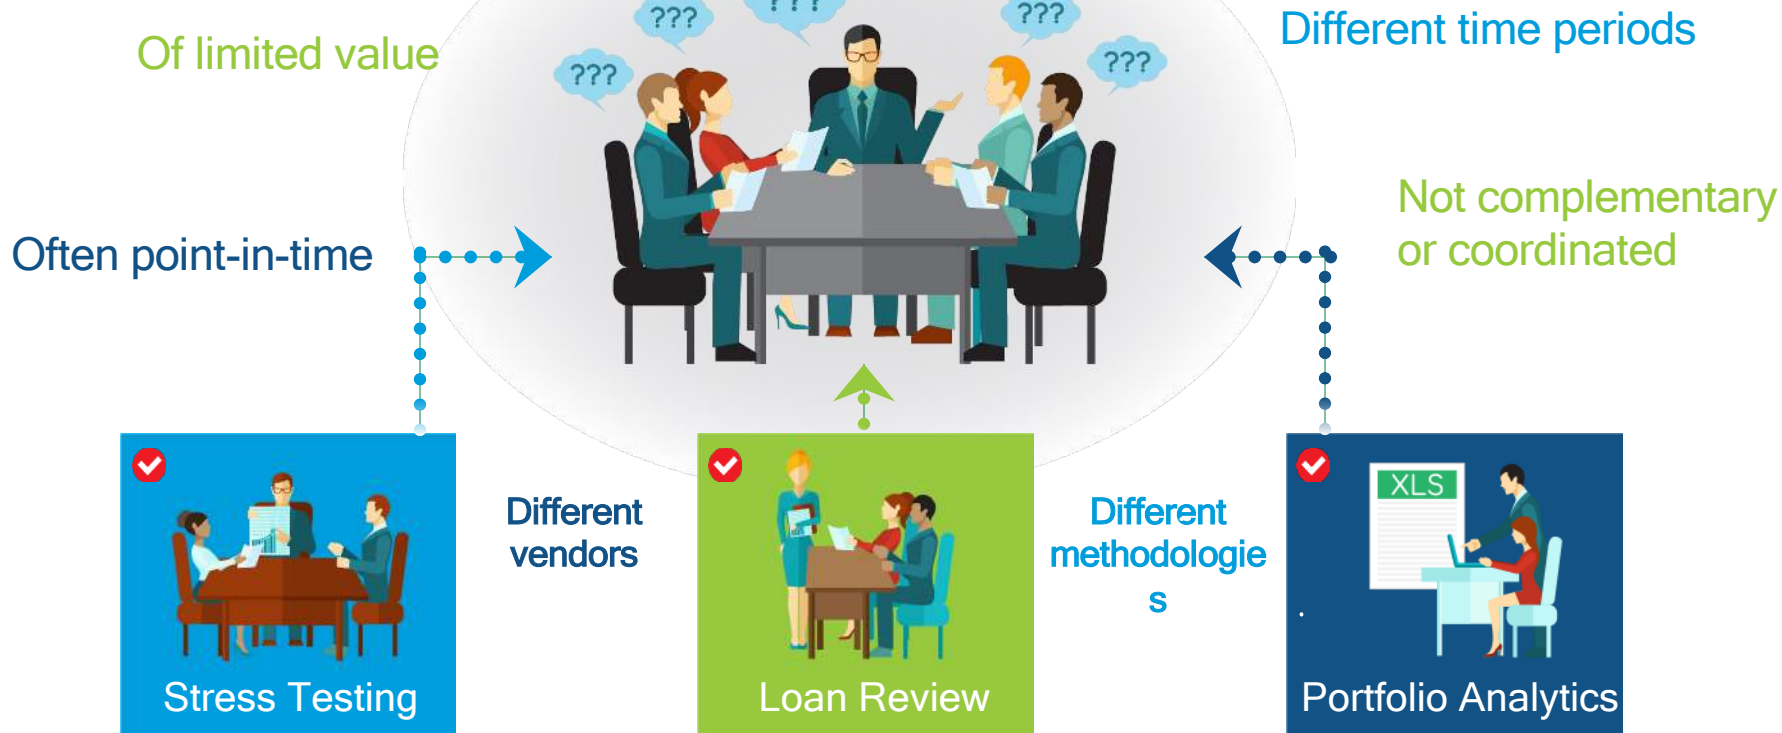 ???
???
???
Different time periods
Of limited value
???
???
Not complementary
or coordinated
Often point-in-time
XLS
Different
vendors
Different
methodologie
s
Stress Testing
Loan Review
Portfolio Analytics